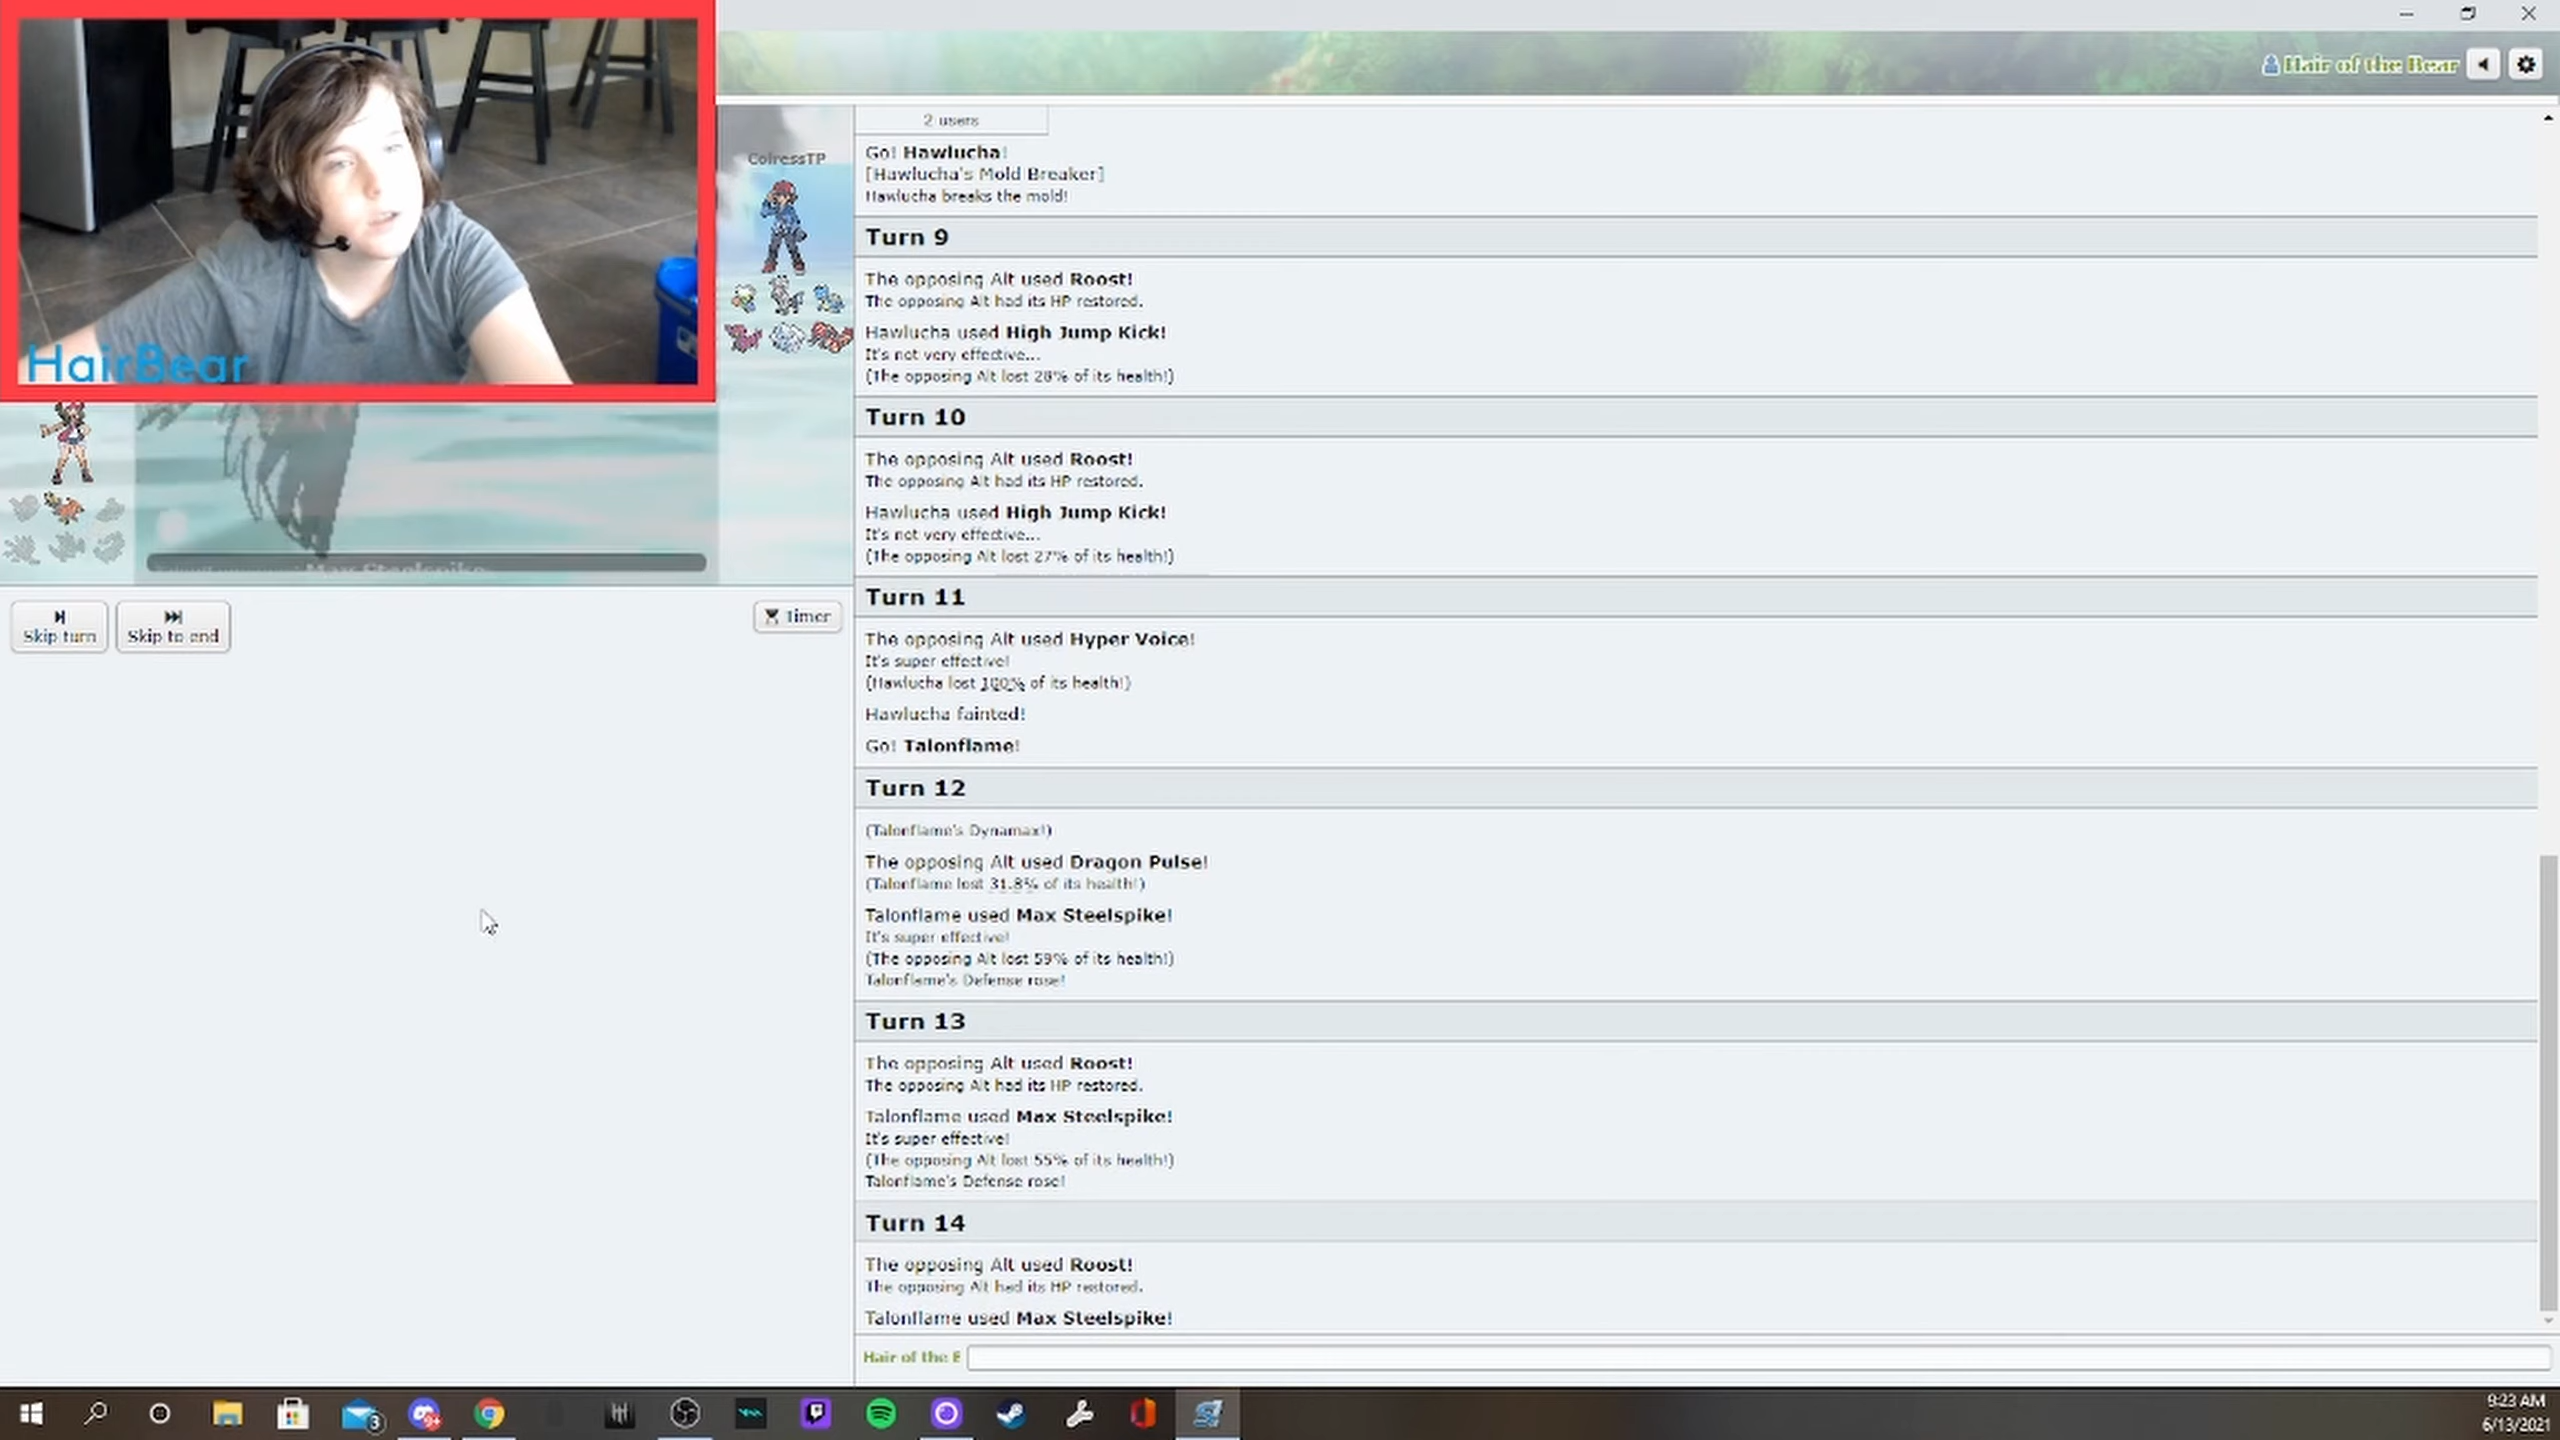 HairBear
Hair of the Bear
ColressTP
Max Steelspike
Skip turn
Skip to end
Timer
2 users
Go! Hawlucha!
[Hawlucha's Mold Breaker]
Hawlucha breaks the mold!
Turn 9
The opposing Alt used Roost!
The opposing Alt had its HP restored.
Hawlucha used High Jump Kick!
It's not very effective...
(The opposing Alt lost 28% of its health!)
Turn 10
The opposing Alt used Roost!
The opposing Alt had its HP restored.
Hawlucha used High Jump Kick!
It's not very effective...
(The opposing Alt lost 27% of its health!)
Turn 11
The opposing Alt used Hyper Voice!
It's super effective!
(Hawlucha lost 100% of its health!)
Hawlucha fainted!
Go! Talonflame!
Turn 12
(Talonflame's Dynamax!)
The opposing Alt used Dragon Pulse!
(Talonflame lost 31.8% of its health!)
Talonflame used Max Steelspike!
It's super effective!
(The opposing Alt lost 59% of its health!)
Talonflame's Defense rose!
Turn 13
The opposing Alt used Roost!
The opposing Alt had its HP restored.
Talonflame used Max Steelspike!
It's super effective!
(The opposing Alt lost 55% of its health!)
Talonflame's Defense rose!
Turn 14
The opposing Alt used Roost!
The opposing Alt had its HP restored.
Talonflame used Max Steelspike!
Hair of the B
3
9+
9:23 AM
6/13/2021